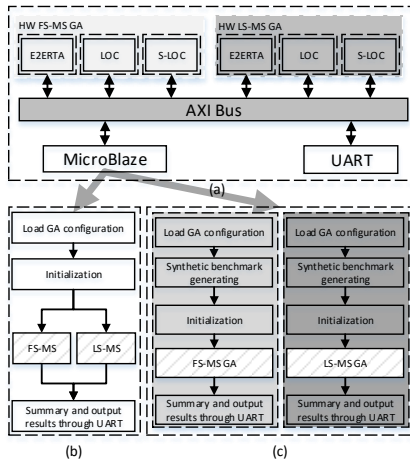 HW FS-MS GA
HW LS-MS GA
E2ERTA
LOC
S-LOC
E2ERTA
LOC
S-LOC
AXI Bus
MicroBlaze
UART
(a)
Load GA configuration
Initialization
FS-MS
LS-MS
Summary and output
results through UART
(b)
Load GA configuration
Synthetic benchmark
generating
Initialization
FS-MS GA
Summary and output
results through UART
Load GA configuration
Synthetic benchmark
generating
Initialization
LS-MS GA
Summary and output
results through UART
(c)